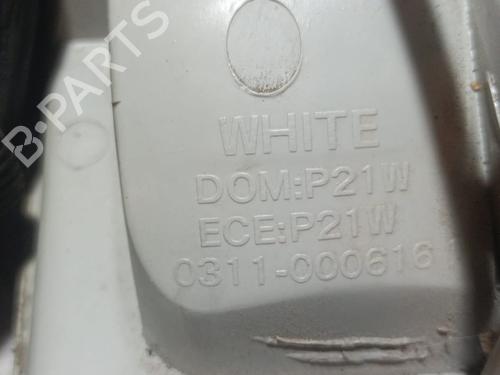 B-PARTS
WHITE
DOM:P21W
ECE:P21W
0311-000616